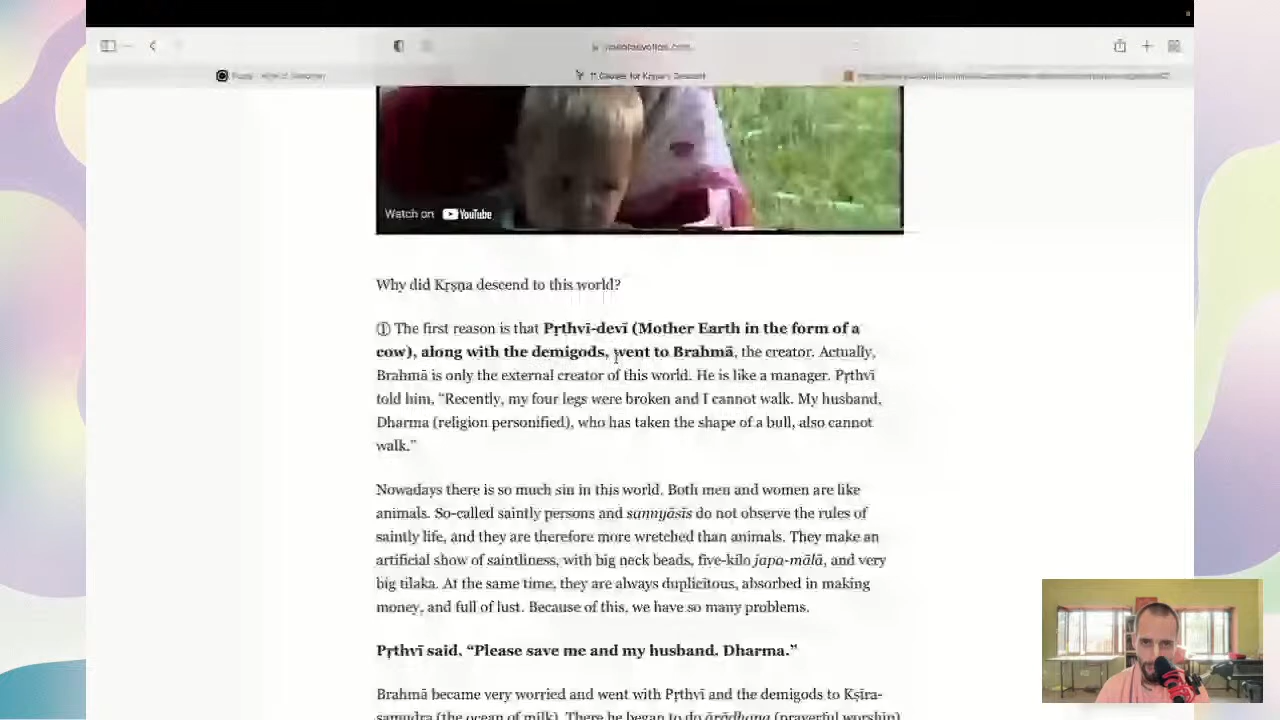 11 Causes for Kṛṣṇa's Descent
Watch on YouTube
Why did Kṛṣṇa descend to this world?
① The first reason is that Pṛthvī-devī (Mother Earth in the form of a
cow), along with the demigods, went to Brahmā, the creator. Actually,
Brahmā is only the external creator of this world. He is like a manager. Pṛthvī
told him, “Recently, my four legs were broken and I cannot walk. My husband,
Dharma (religion personified), who has taken the shape of a bull, also cannot
walk.”
Nowadays there is so much sin in this world. Both men and women are like
animals. So-called saintly persons and sannyāsīs do not observe the rules of
saintly life, and they are therefore more wretched than animals. They make an
artificial show of saintliness, with big neck beads, five-kilo japa-mālā, and very
big tilaka. At the same time, they are always duplicitous, absorbed in making
money, and full of lust. Because of this, we have so many problems.
Pṛthvī said, “Please save me and my husband, Dharma.”
Brahmā became very worried and went with Pṛthvī and the demigods to Kṣīra-
samudra (the ocean of milk). There he began to do ārādhana (prayerful worship)